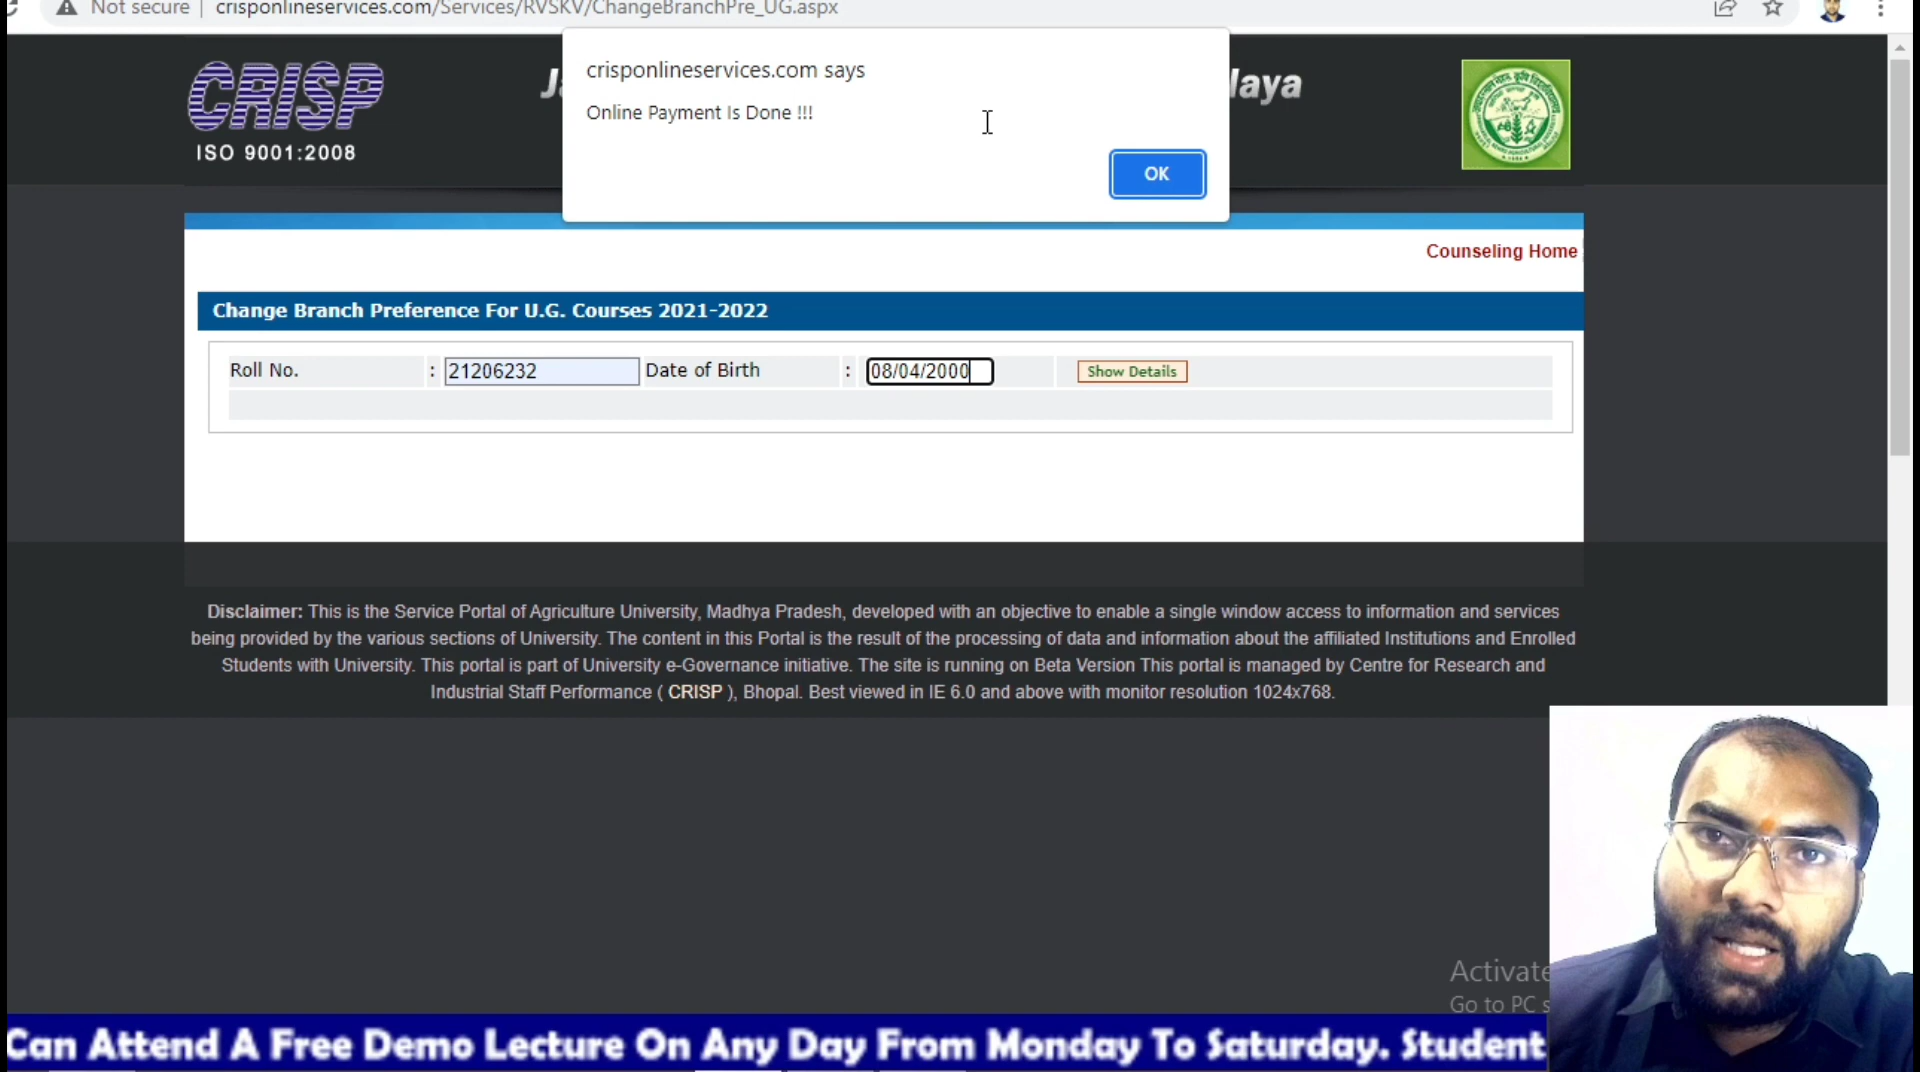 Not secure | crisponlineservices.com/Services/RVSKV/ChangeBranchPre_UG.aspx
CRISP
ISO 9001:2008
crisponlineservices.com says
Online Payment Is Done !!!
OK
Counseling Home
Change Branch Preference For U.G. Courses 2021-2022
Roll No. : 21206232 Date of Birth : 08/04/2000 Show Details
Disclaimer: This is the Service Portal of Agriculture University, Madhya Pradesh, developed with an objective to enable a single window access to information and services
being provided by the various sections of University. The content in this Portal is the result of the processing of data and information about the affiliated Institutions and Enrolled
Students with University. This portal is part of University e-Governance initiative. The site is running on Beta Version This portal is managed by Centre for Research and
Industrial Staff Performance ( CRISP ), Bhopal. Best viewed in IE 6.0 and above with monitor resolution 1024x768.
Activate
Go to PC s
Can Attend A Free Demo Lecture On Any Day From Monday To Saturday. Student